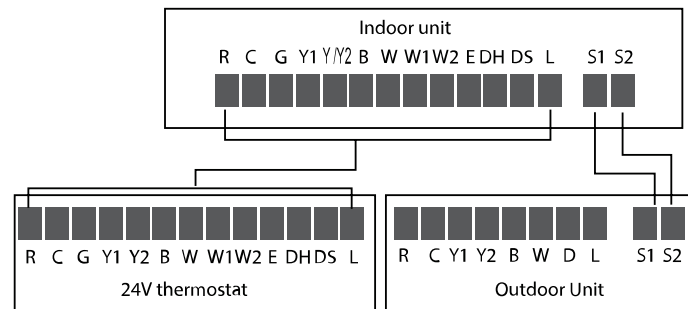 Indoor unit
R C G Y1 Y/Y2 B W W1 W2 E DH DS L S1 S2
R C G Y1 Y2 B W W1 W2 E DH DS L
24V thermostat
R C Y1 Y2 B W D L S1 S2
Outdoor Unit